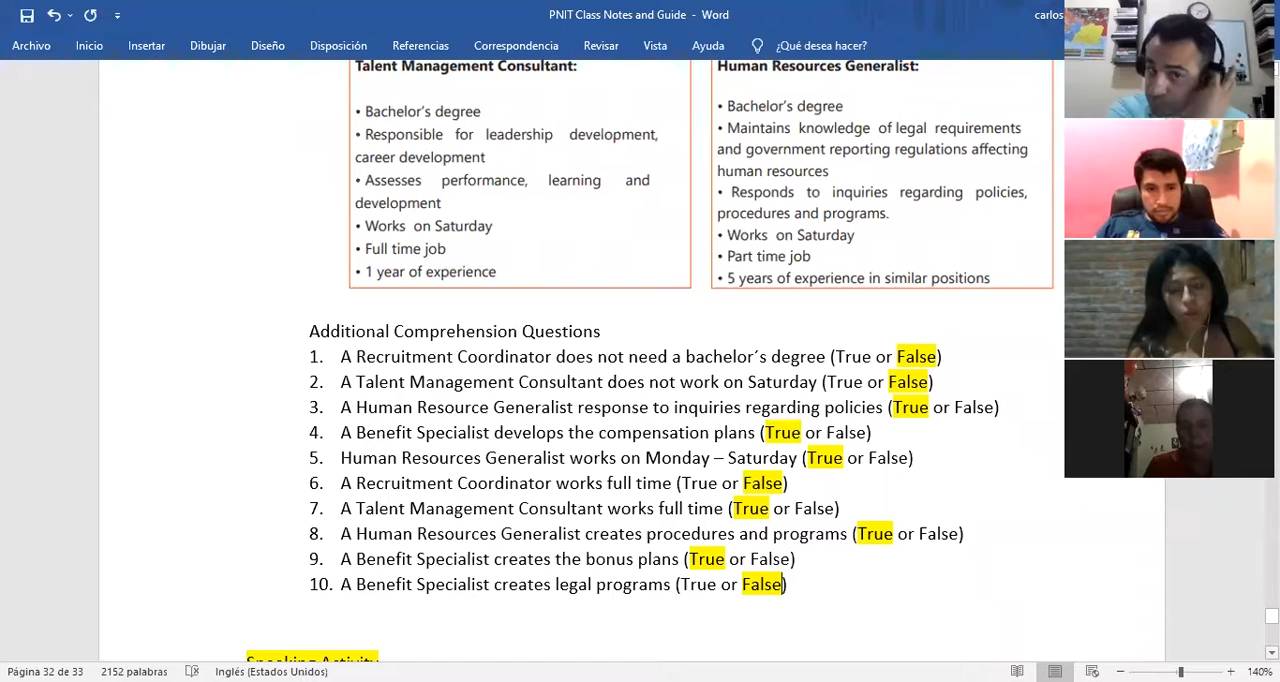 PNIT Class Notes and Guide - Word
carlos
Archivo Inicio Insertar Dibujar Diseño Disposición Referencias Correspondencia Revisar Vista Ayuda ¿Qué desea hacer?
Talent Management Consultant:
• Bachelor's degree
• Responsible for leadership development,
career development
• Assesses performance, learning and
development
• Works on Saturday
• Full time job
• 1 year of experience
Human Resources Generalist:
• Bachelor's degree
• Maintains knowledge of legal requirements
and government reporting regulations affecting
human resources
• Responds to inquiries regarding policies,
procedures and programs.
• Works on Saturday
• Part time job
• 5 years of experience in similar positions
Additional Comprehension Questions
1. A Recruitment Coordinator does not need a bachelor´s degree (True or False)
2. A Talent Management Consultant does not work on Saturday (True or False)
3. A Human Resource Generalist response to inquiries regarding policies (True or False)
4. A Benefit Specialist develops the compensation plans (True or False)
5. Human Resources Generalist works on Monday – Saturday (True or False)
6. A Recruitment Coordinator works full time (True or False)
7. A Talent Management Consultant works full time (True or False)
8. A Human Resources Generalist creates procedures and programs (True or False)
9. A Benefit Specialist creates the bonus plans (True or False)
10. A Benefit Specialist creates legal programs (True or False)
Speaking Activity
Página 32 de 33 2152 palabras Inglés (Estados Unidos) 140%